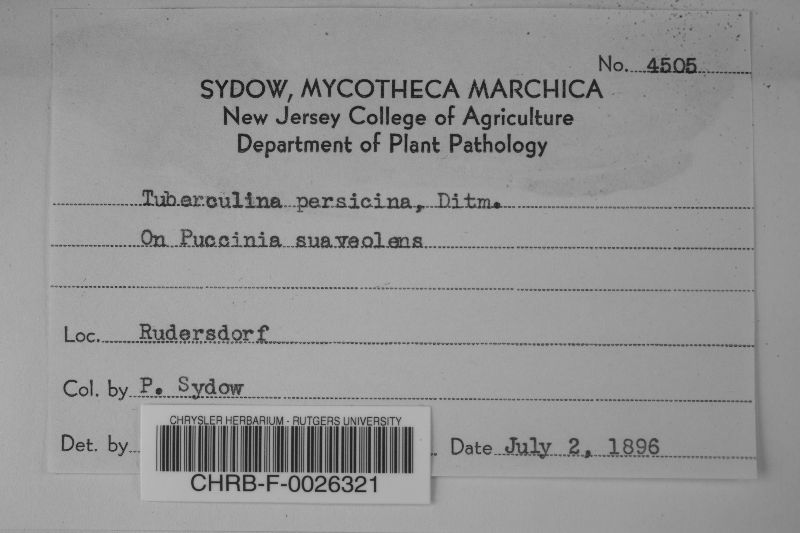 No. 4505
SYDOW, MYCOTHECA MARCHICA
New Jersey College of Agriculture
Department of Plant Pathology
Tuberculina persicina, Ditm.
On Puccinia suaveolens
Loc. Rudersdorf
Col. by P. Sydow
Det. by
Date July 2, 1896
CHRYSLER HERBARIUM - RUTGERS UNIVERSITY
CHRB-F-0026321